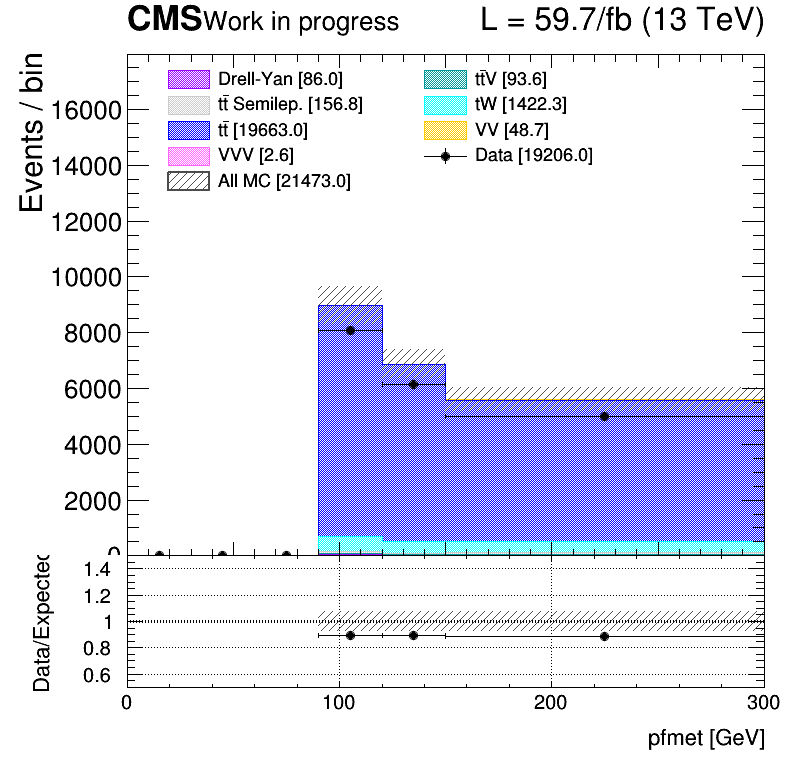 CMS Work in progress L = 59.7/fb (13 TeV)
Events / bin
Drell-Yan [86.0] tt̄V [93.6]
tt̄ Semilep. [156.8] tW [1422.3]
tt̄ [19663.0] VV [48.7]
VVV [2.6] Data [19206.0]
All MC [21473.0]
16000
14000
12000
10000
8000
6000
4000
2000
0
Data/Expected
1.4
1.2
1
0.8
0.6
0 100 200 300
pfmet [GeV]